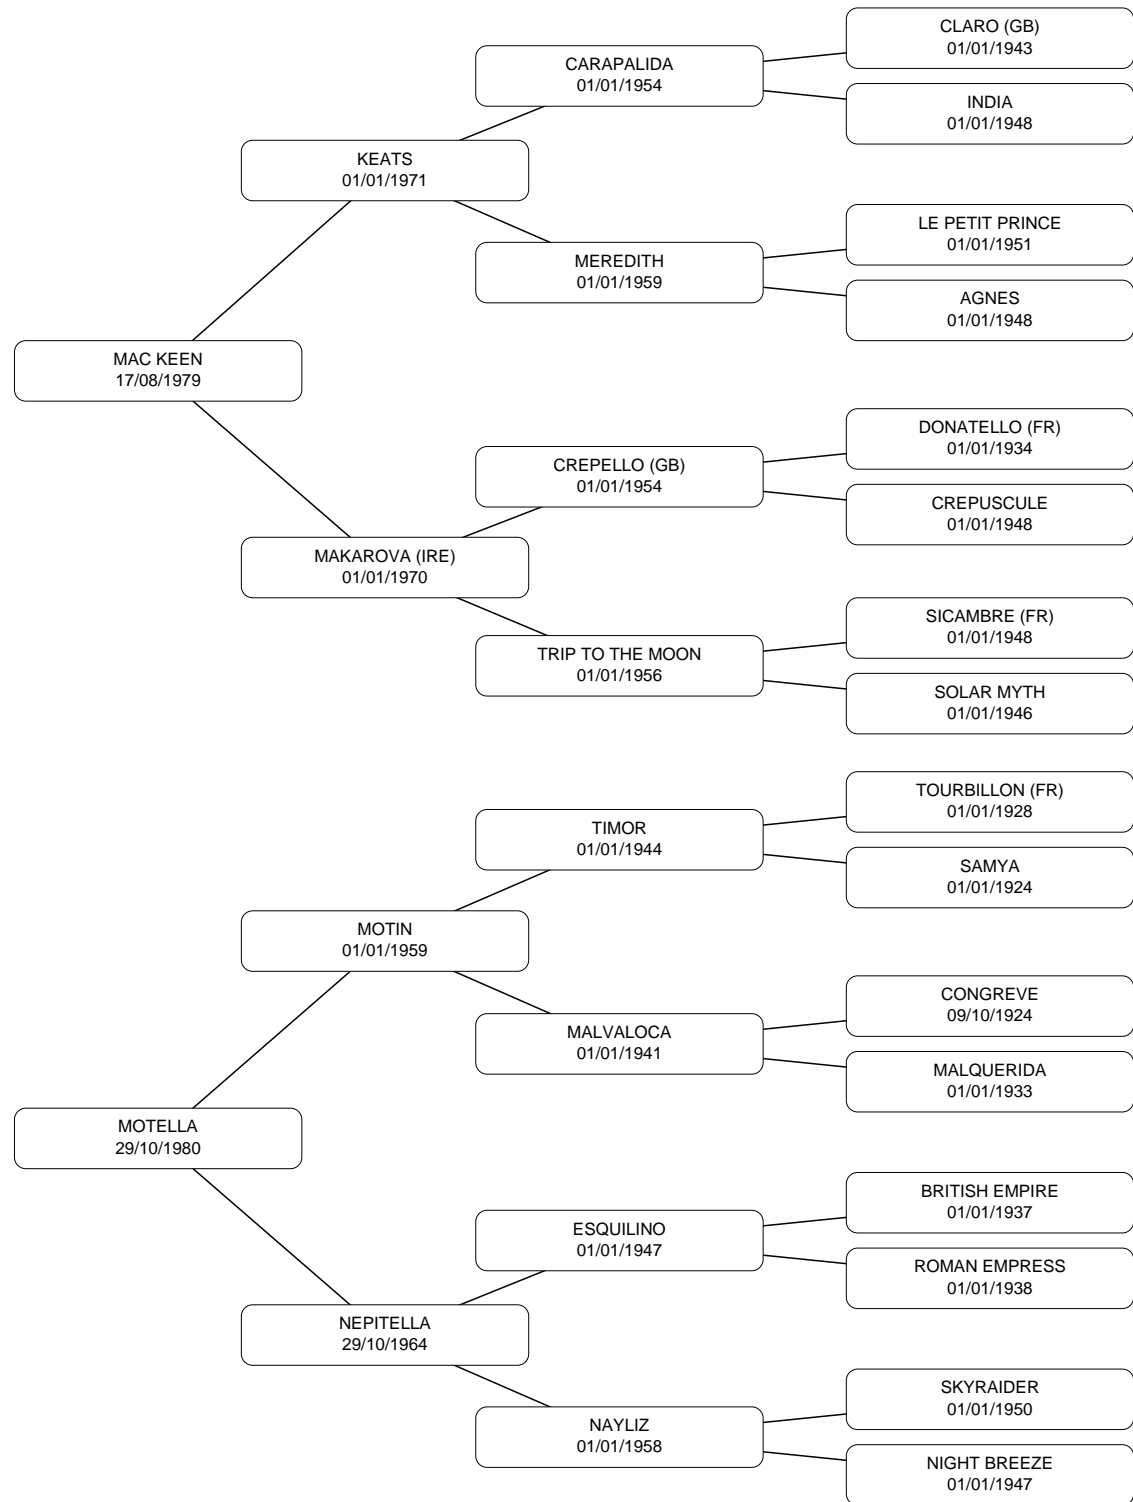 CLARO (GB)
01/01/1943
CARAPALIDA
01/01/1954
INDIA
01/01/1948
KEATS
01/01/1971
LE PETIT PRINCE
01/01/1951
MEREDITH
01/01/1959
AGNES
01/01/1948
MAC KEEN
17/08/1979
DONATELLO (FR)
01/01/1934
CREPELLO (GB)
01/01/1954
CREPUSCULE
01/01/1948
MAKAROVA (IRE)
01/01/1970
SICAMBRE (FR)
01/01/1948
TRIP TO THE MOON
01/01/1956
SOLAR MYTH
01/01/1946
TOURBILLON (FR)
01/01/1928
TIMOR
01/01/1944
SAMYA
01/01/1924
MOTIN
01/01/1959
CONGREVE
09/10/1924
MALVALOCA
01/01/1941
MALQUERIDA
01/01/1933
MOTELLA
29/10/1980
BRITISH EMPIRE
01/01/1937
ESQUILINO
01/01/1947
ROMAN EMPRESS
01/01/1938
NEPITELLA
29/10/1964
SKYRAIDER
01/01/1950
NAYLIZ
01/01/1958
NIGHT BREEZE
01/01/1947